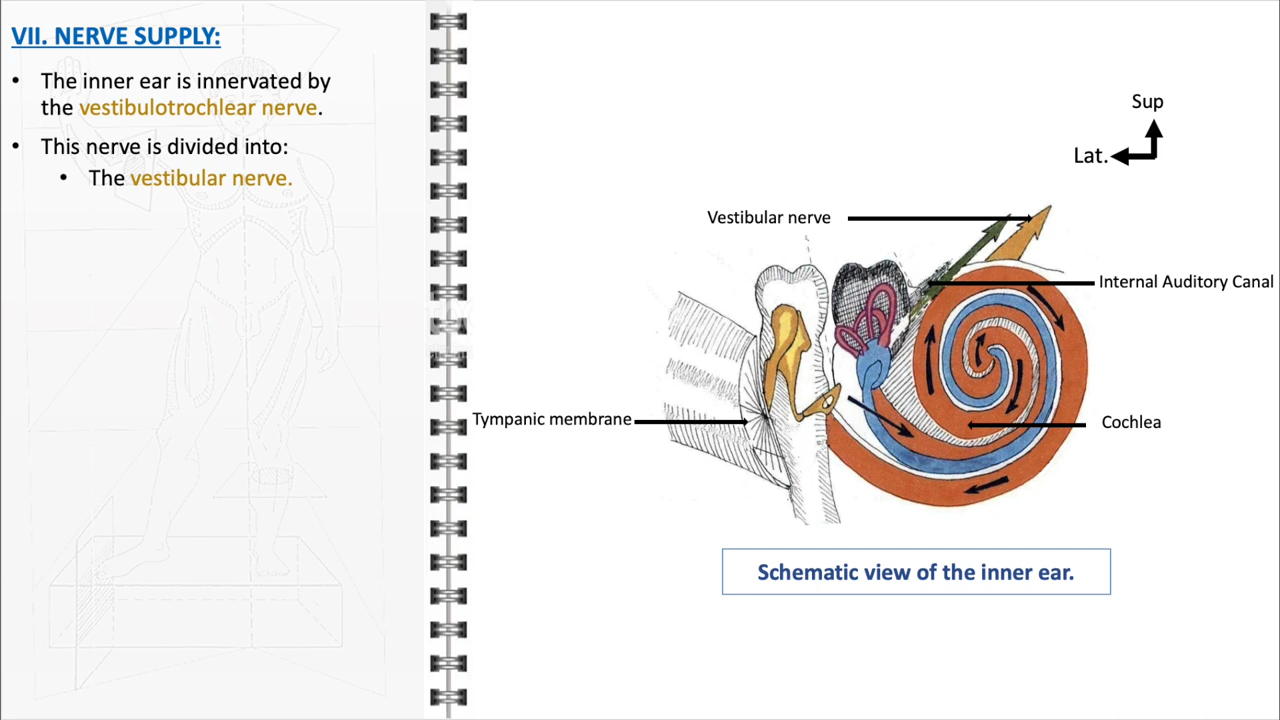 VII. NERVE SUPPLY:
• The inner ear is innervated by
the vestibulotrochlear nerve.
• This nerve is divided into:
• The vestibular nerve.
Sup
Lat.
Vestibular nerve
Internal Auditory Canal
Tympanic membrane
Cochlea
Schematic view of the inner ear.